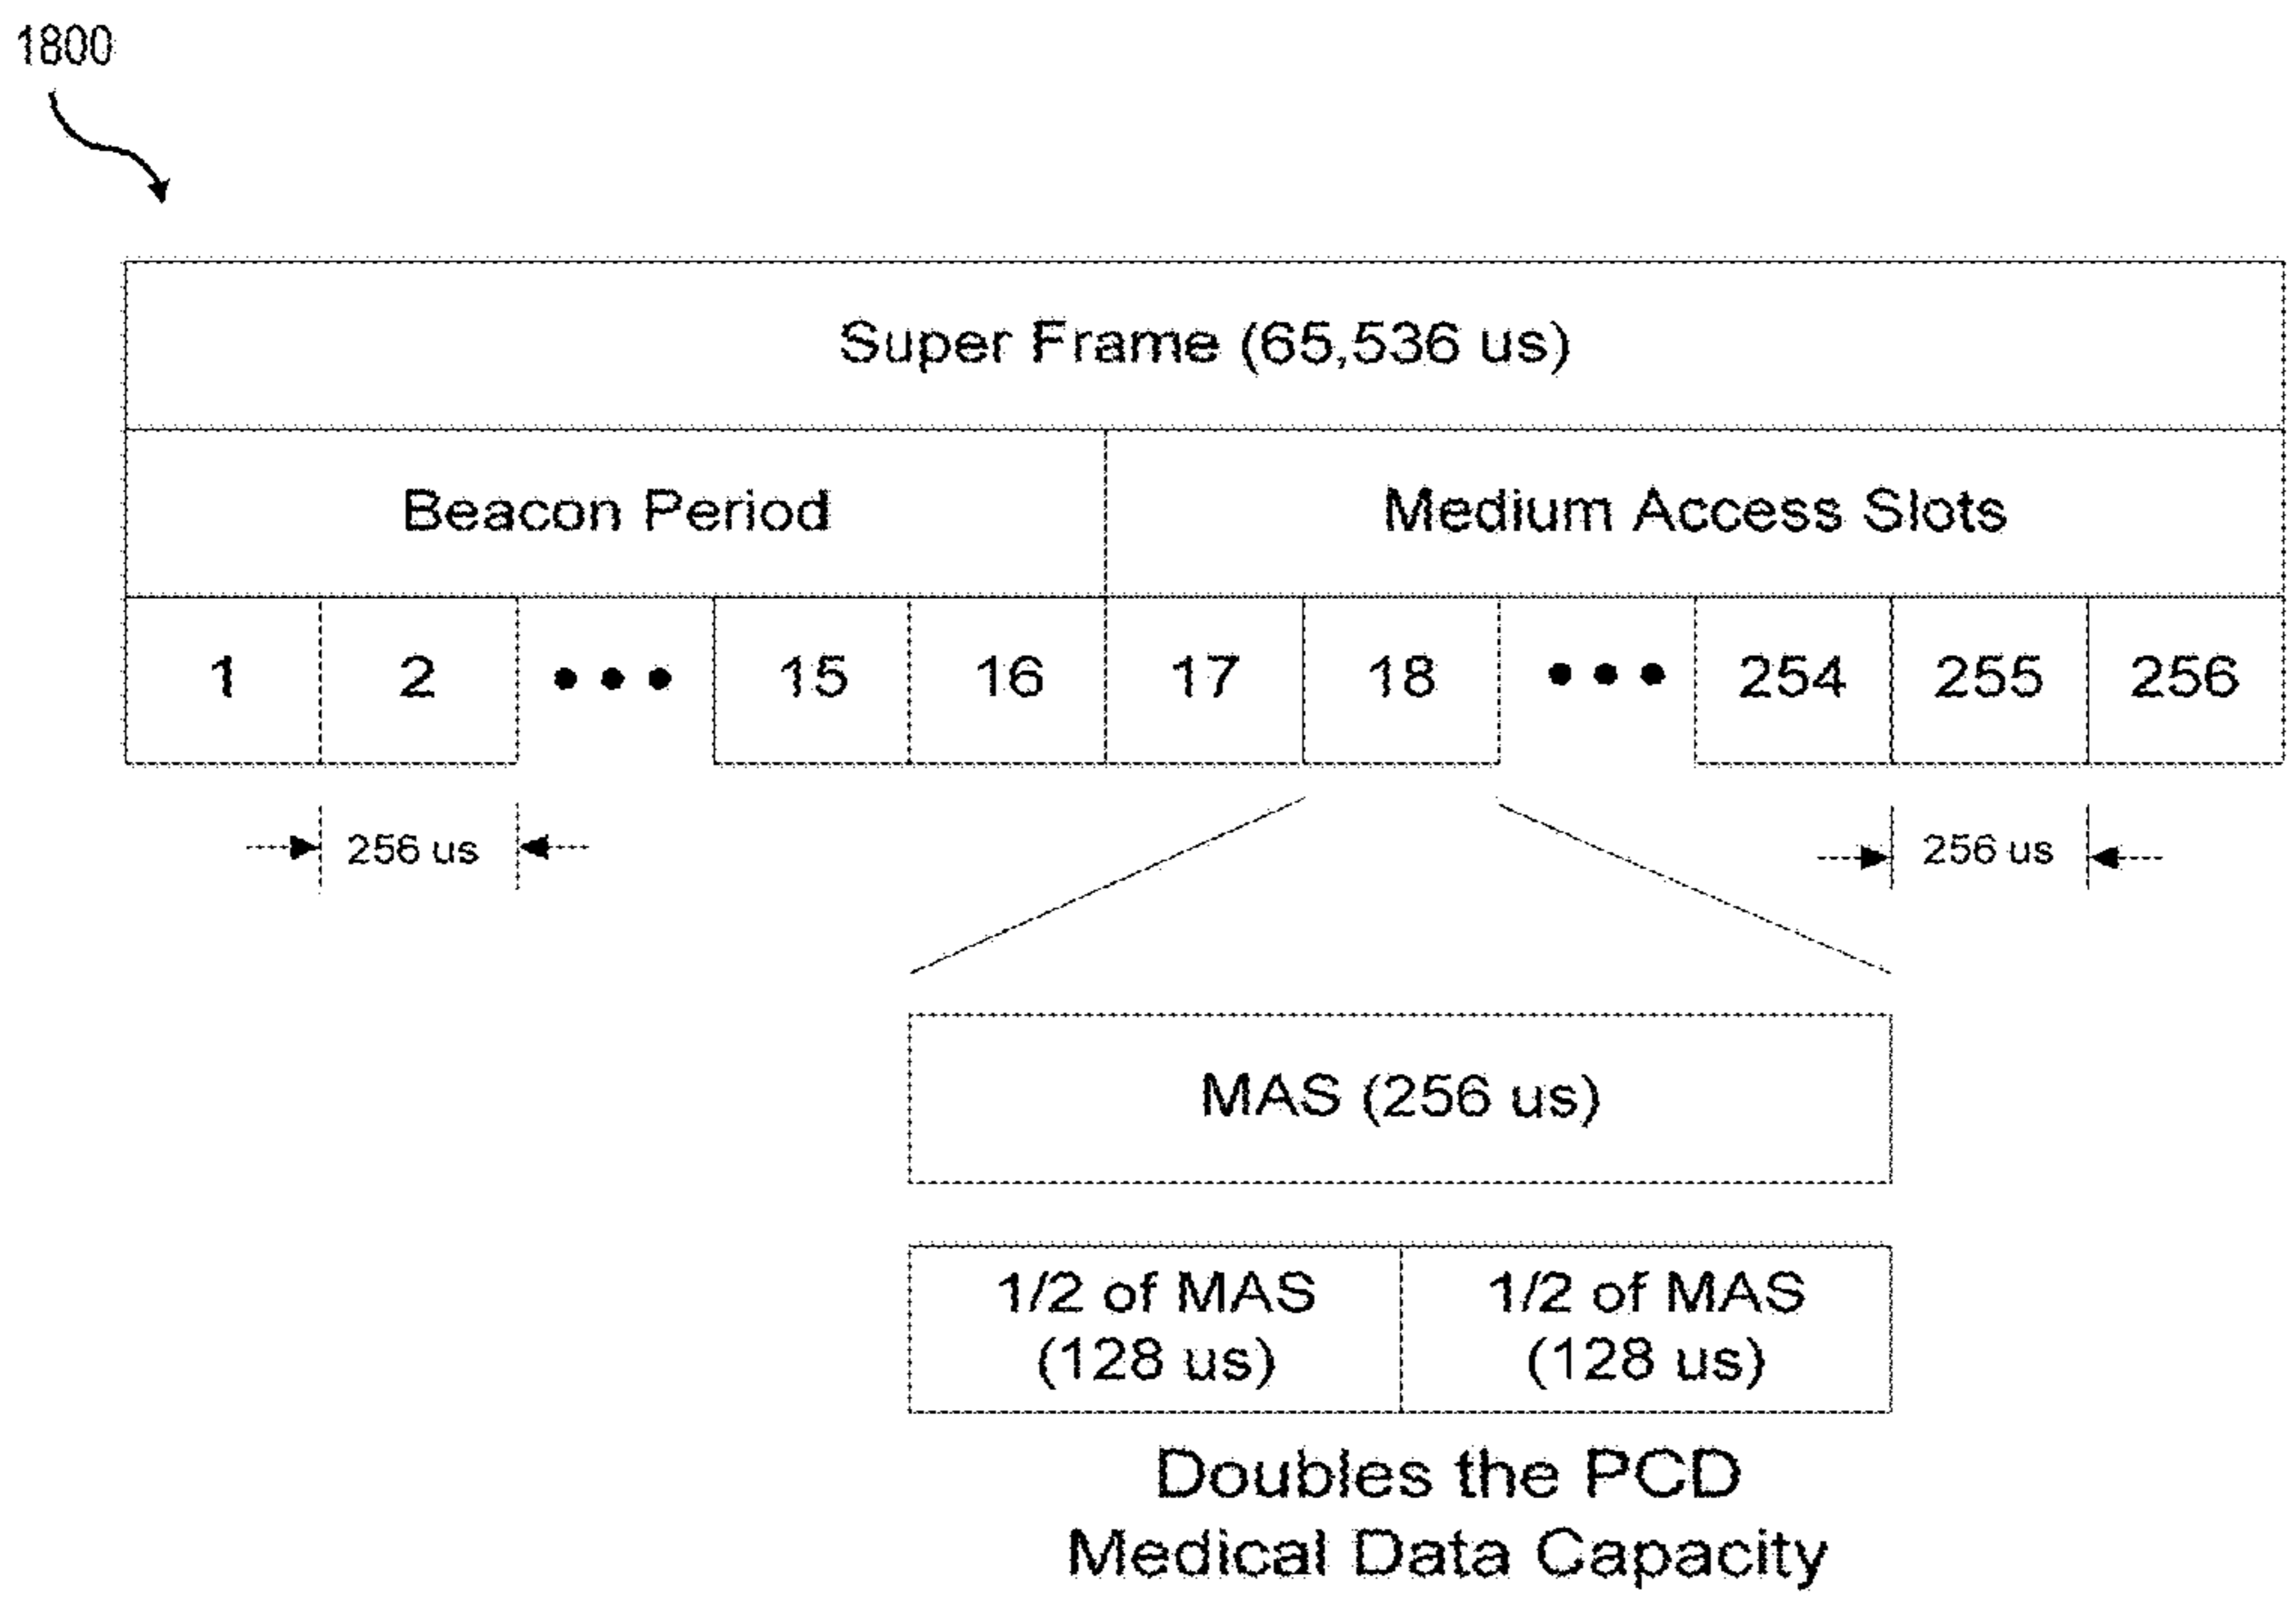 1800
Super Frame (65,536 us)
Beacon Period
Medium Access Slots
1 2 ••• 15 16 17 18 ••• 254 255 256
256 us
256 us
MAS (256 us)
1/2 of MAS
(128 us)
1/2 of MAS
(128 us)
Doubles the PCD
Medical Data Capacity